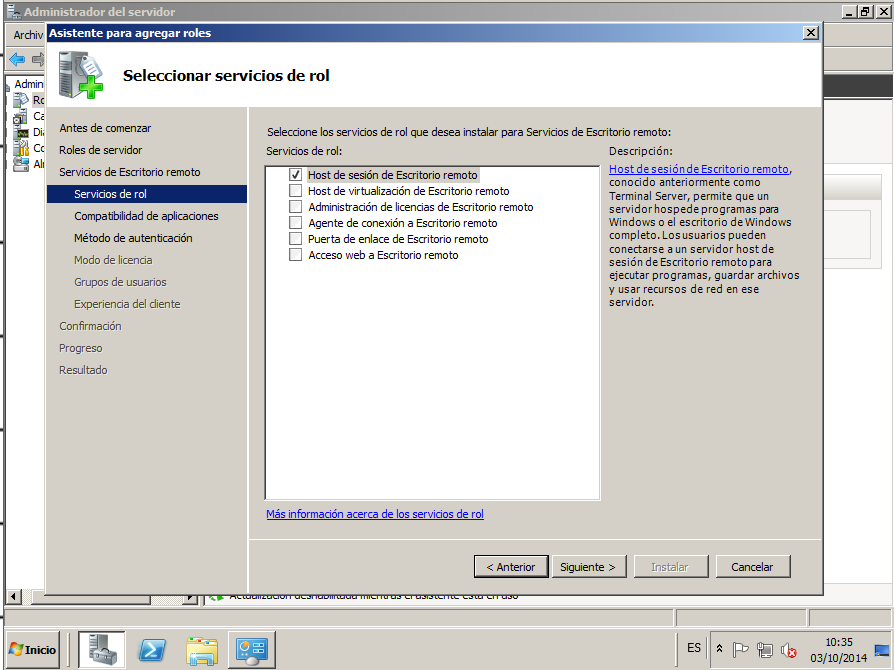 Administrador del servidor
Archiv
Asistente para agregar roles
Seleccionar servicios de rol
Admin
Ro
Ca
Dia
Co
Alr
Antes de comenzar
Roles de servidor
Servicios de Escritorio remoto
Servicios de rol
Compatibilidad de aplicaciones
Método de autenticación
Modo de licencia
Grupos de usuarios
Experiencia del cliente
Confirmación
Progreso
Resultado
Seleccione los servicios de rol que desea instalar para Servicios de Escritorio remoto:
Servicios de rol:
Host de sesión de Escritorio remoto
Host de virtualización de Escritorio remoto
Administración de licencias de Escritorio remoto
Agente de conexión a Escritorio remoto
Puerta de enlace de Escritorio remoto
Acceso web a Escritorio remoto
Más información acerca de los servicios de rol
Descripción:
Host de sesión de Escritorio remoto,
conocido anteriormente como
Terminal Server, permite que un
servidor hospede programas para
Windows o el escritorio de Windows
completo. Los usuarios pueden
conectarse a un servidor host de
sesión de Escritorio remoto para
ejecutar programas, guardar archivos
y usar recursos de red en ese
servidor.
< Anterior
Siguiente >
Instalar
Cancelar
Actualización deshabilitada mientras el asistente está en uso
Inicio
ES
10:35
03/10/2014